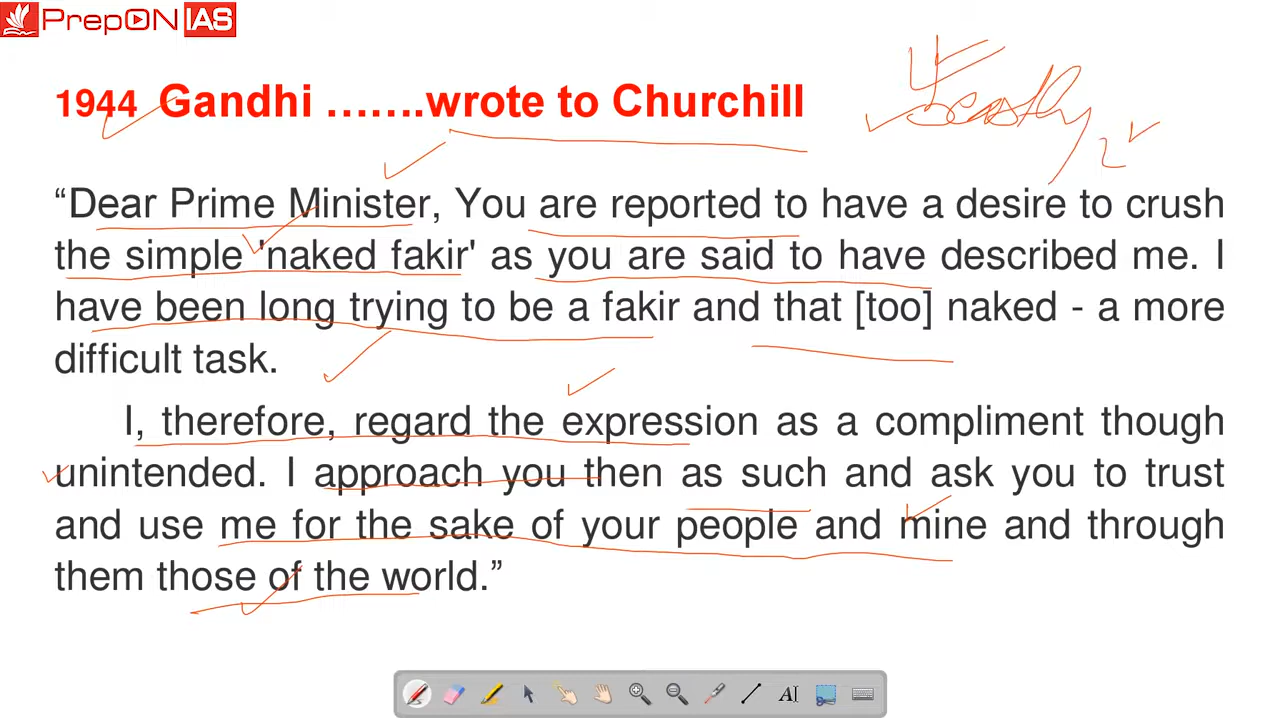 PrepON IAS
1944 Gandhi …….wrote to Churchill
“Dear Prime Minister, You are reported to have a desire to crush
the simple 'naked fakir' as you are said to have described me. I
have been long trying to be a fakir and that [too] naked - a more
difficult task.
I, therefore, regard the expression as a compliment though
unintended. I approach you then as such and ask you to trust
and use me for the sake of your people and mine and through
them those of the world.”